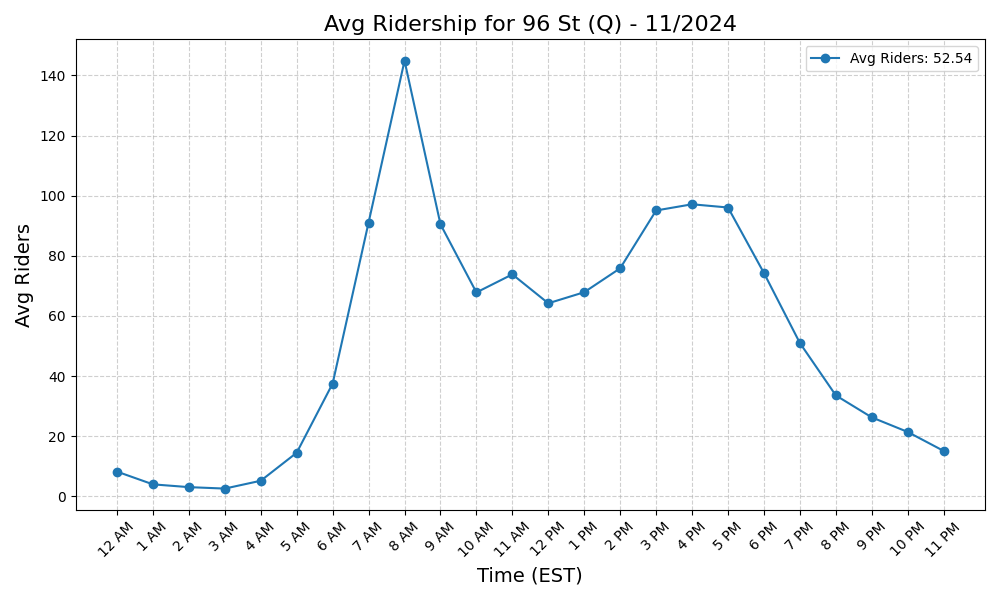 Avg Ridership for 96 St (Q) - 11/2024
Avg Riders: 52.54
Avg Riders
140
120
100
80
60
40
20
0
12 AM
1 AM
2 AM
3 AM
4 AM
5 AM
6 AM
7 AM
8 AM
9 AM
10 AM
11 AM
12 PM
1 PM
2 PM
3 PM
4 PM
5 PM
6 PM
7 PM
8 PM
9 PM
10 PM
11 PM
Time (EST)